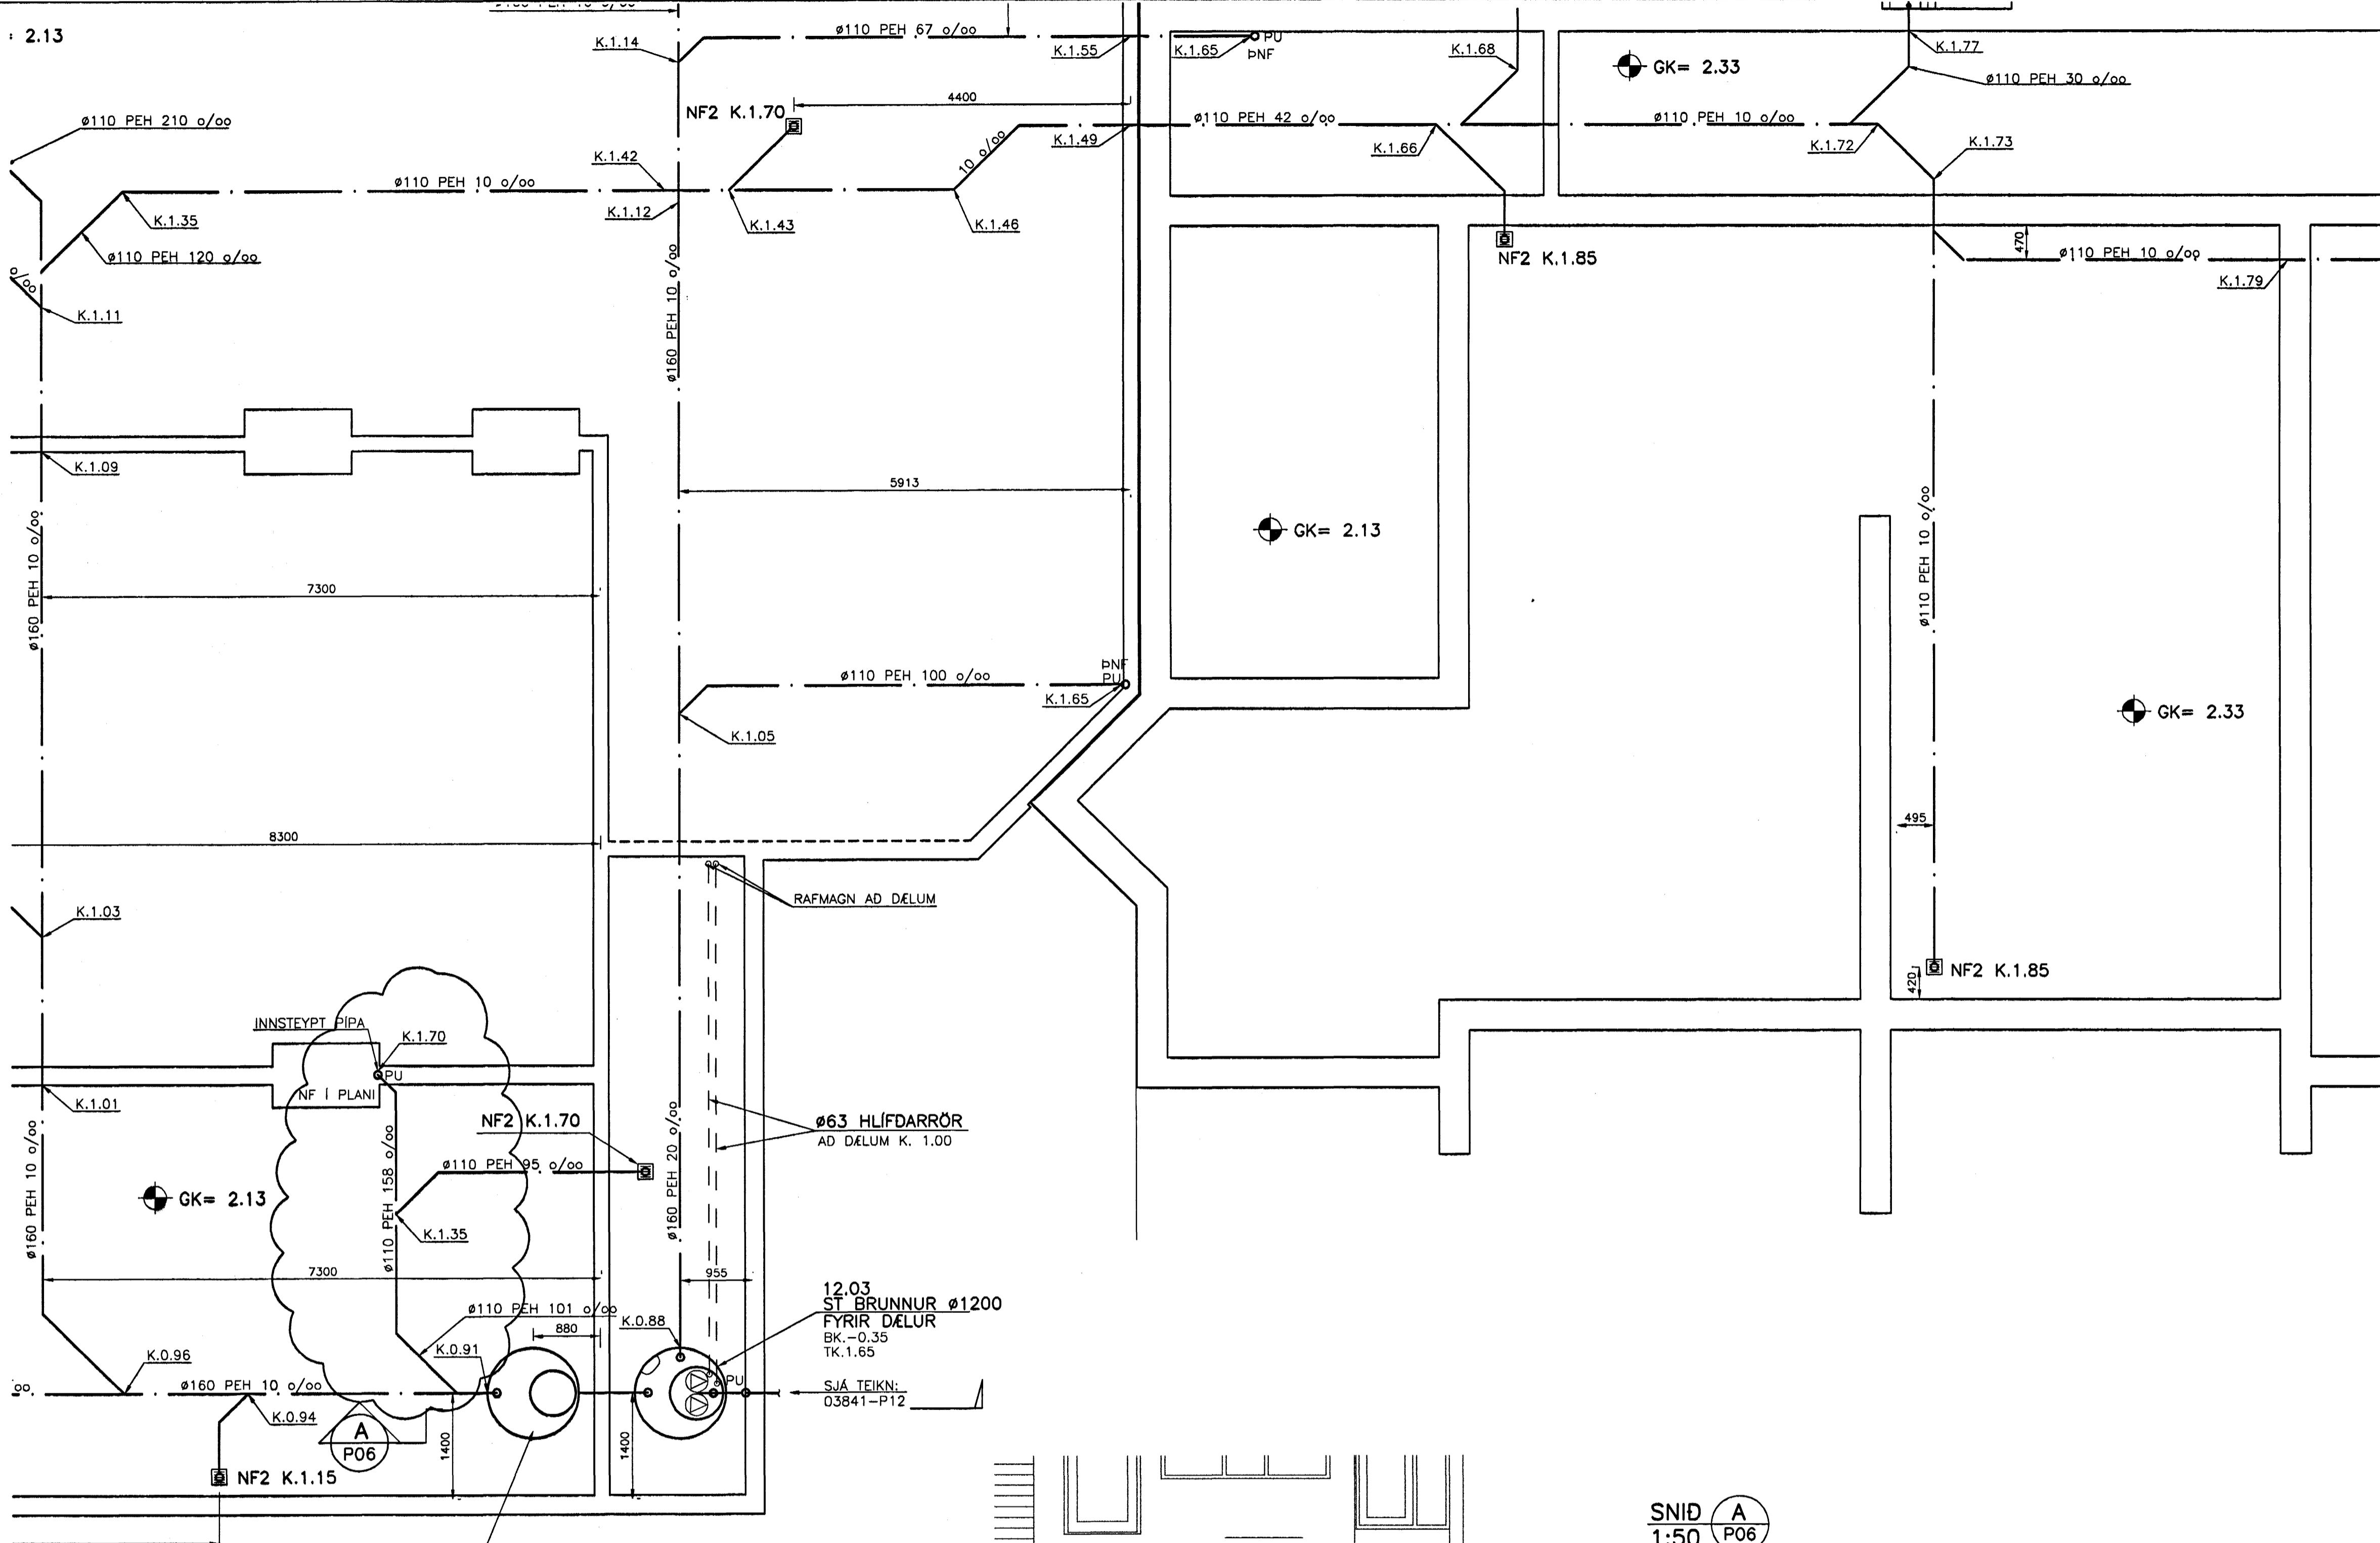 : 2.13
K.1.14
ø110 PEH 67 o/oo
K.1.55
K.1.65
PU
ÞNF
K.1.68
GK= 2.33
K.1.77
ø110 PEH 30 o/oo
4400
NF2 K.1.70
ø110 PEH 210 o/oo
ø110 PEH 42 o/oo
ø110 PEH 10 o/oo
K.1.49
10 o/oo
K.1.66
K.1.72
K.1.73
K.1.42
ø110 PEH 10 o/oo
K.1.12
K.1.35
K.1.43
K.1.46
ø110 PEH 120 o/oo
NF2 K.1.85
470
ø110 PEH 10 o/oo
K.1.79
o/oo
K.1.11
ø160 PEH 10 o/oo
K.1.09
5913
GK= 2.13
ø160 PEH 10 o/oo
ø110 PEH 10 o/oo
7300
ø110 PEH 100 o/oo
ÞNF
PU
K.1.65
K.1.05
GK= 2.33
8300
495
RAFMAGN AD DÆLUM
K.1.03
NF2 K.1.85
420
INNSTEYPT PÍPA
K.1.70
PU
NF Í PLANI
K.1.01
NF2 K.1.70
ø63 HLÍFÐARRÖR
AD DÆLUM K. 1.00
ø160 PEH 10 o/oo
ø110 PEH 158 o/oo
ø110 PEH 95 o/oo
ø160 PEH 20 o/oo
GK= 2.13
K.1.35
7300
955
12.03
ST BRUNNUR ø1200
FYRIR DÆLUR
BK.-0.35
TK.1.65
ø110 PEH 101 o/oo
880
K.0.88
K.0.91
K.0.96
oo.
ø160 PEH 10 o/oo
PU
SJÁ TEIKN:
03841-P12
K.0.94
A
P06
1400
1400
NF2 K.1.15
SNIÐ A
1:50 P06